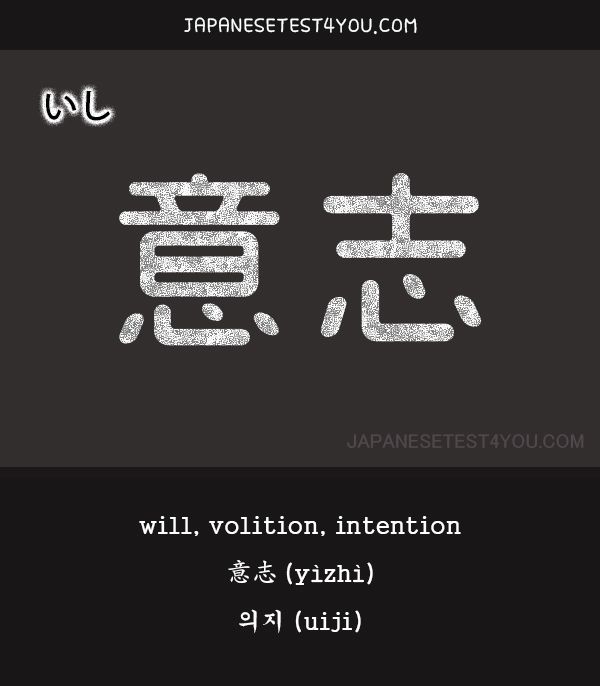 JAPANESETEST4YOU.COM
いし
意志
JAPANESETEST4YOU.COM
will, volition, intention
意志 (yìzhì)
의지 (uiji)